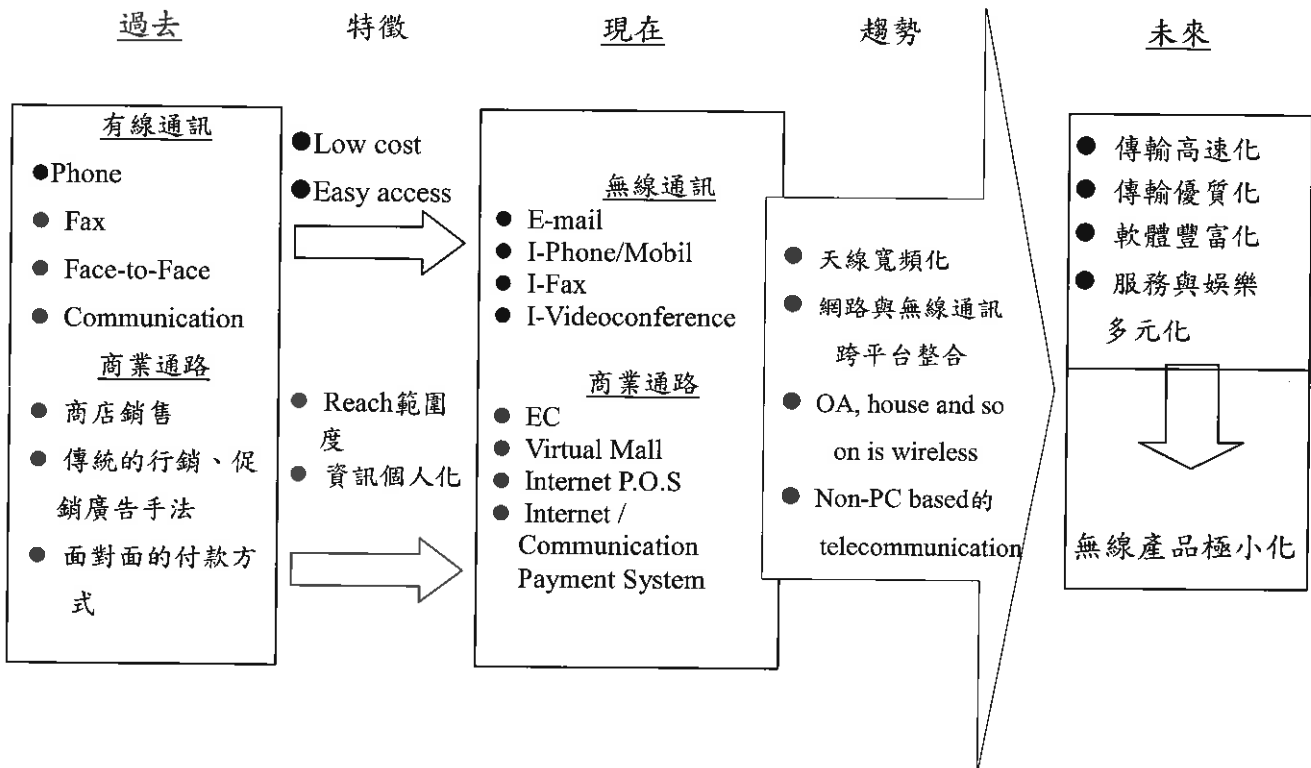 過去
特徵
現在
趨勢
未來
有線通訊
●Phone
● Fax
● Face-to-Face
● Communication
商業通路
● 商店銷售
● 傳統的行銷、促
銷廣告手法
● 面對面的付款方
式
●Low cost
●Easy access
● Reach範圍
度
● 資訊個人化
無線通訊
● E-mail
● I-Phone/Mobil
● I-Fax
● I-Videoconference
商業通路
● EC
● Virtual Mall
● Internet P.O.S
● Internet /
Communication
Payment System
● 天線寬頻化
● 網路與無線通訊
跨平台整合
● OA, house and so
on is wireless
● Non-PC based的
telecommunication
● 傳輸高速化
● 傳輸優質化
● 軟體豐富化
● 服務與娛樂
多元化
無線產品極小化